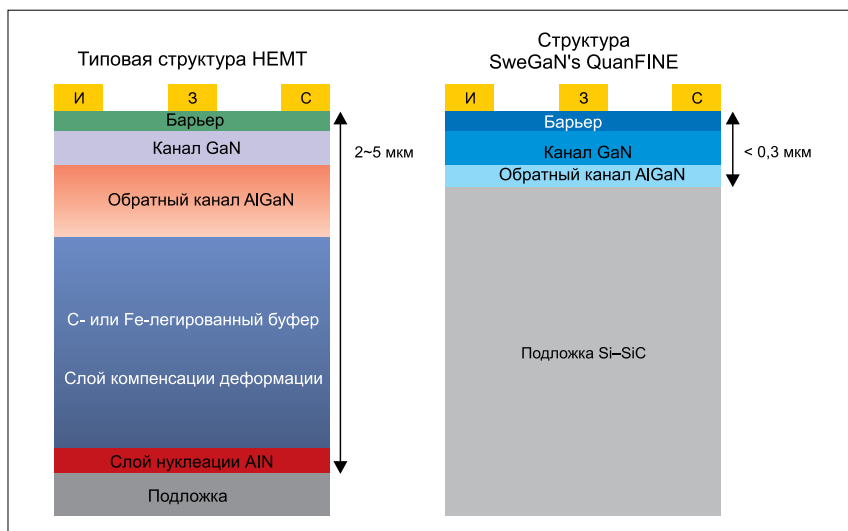 Типовая структура HEMT
И
З
С
Барьер
Канал GaN
Обратный канал AlGaN
С- или Fe-легированный буфер
Слой компенсации деформации
Слой нуклеации AlN
Подложка
2~5 мкм
Структура
SweGaN's QuanFINE
И
З
С
Барьер
Канал GaN
Обратный канал AlGaN
Подложка Si–SiC
< 0,3 мкм